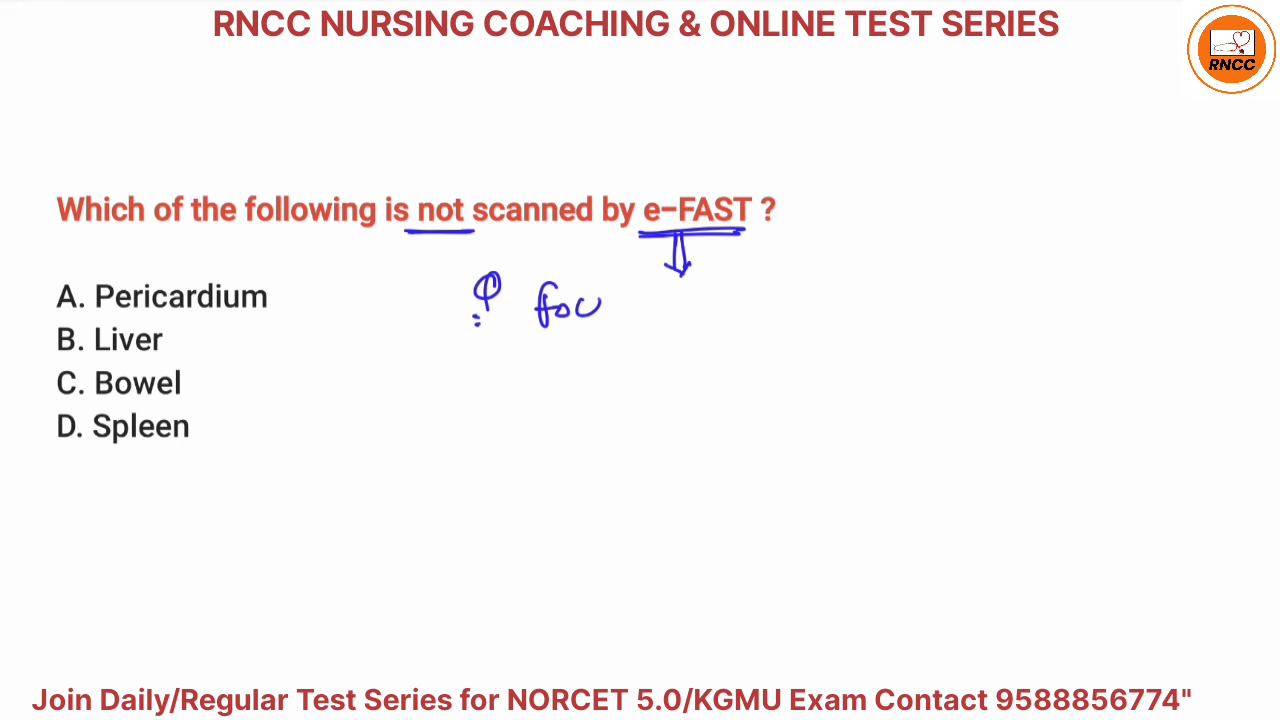 RNCC NURSING COACHING & ONLINE TEST SERIES
RNCC
Which of the following is not scanned by e-FAST ?
A. Pericardium
foc
B. Liver
C. Bowel
D. Spleen
Join Daily/Regular Test Series for NORCET 5.0/KGMU Exam Contact 9588856774"